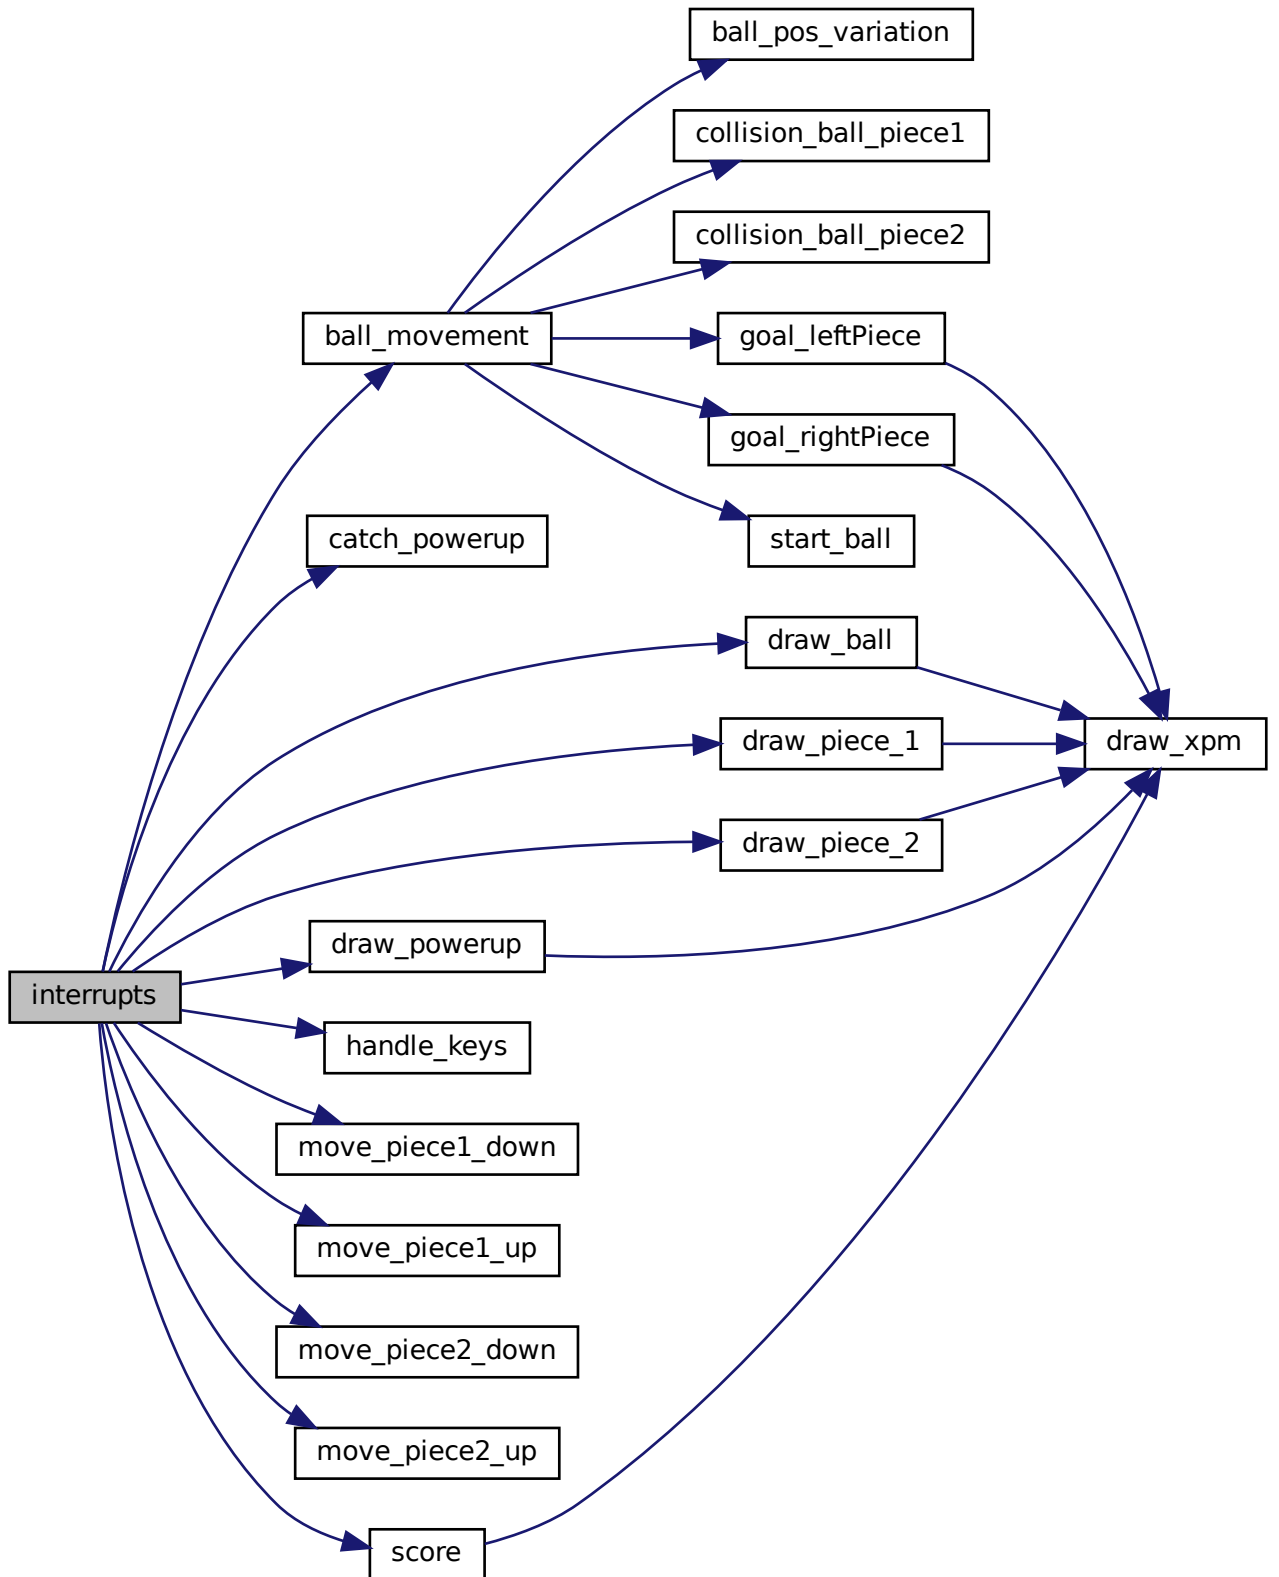 ball_pos_variation
collision_ball_piece1
collision_ball_piece2
ball_movement
goal_leftPiece
goal_rightPiece
catch_powerup
start_ball
draw_ball
draw_piece_1
draw_xpm
draw_piece_2
draw_powerup
interrupts
handle_keys
move_piece1_down
move_piece1_up
move_piece2_down
move_piece2_up
score